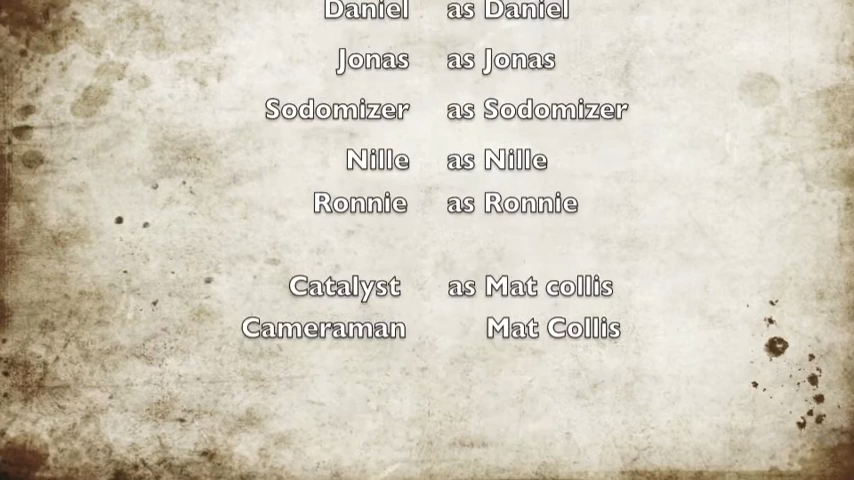 Daniel as Daniel
Jonas as Jonas
Sodomizer as Sodomizer
Nille as Nille
Ronnie as Ronnie
Catalyst as Mat collis
Cameraman Mat Collis